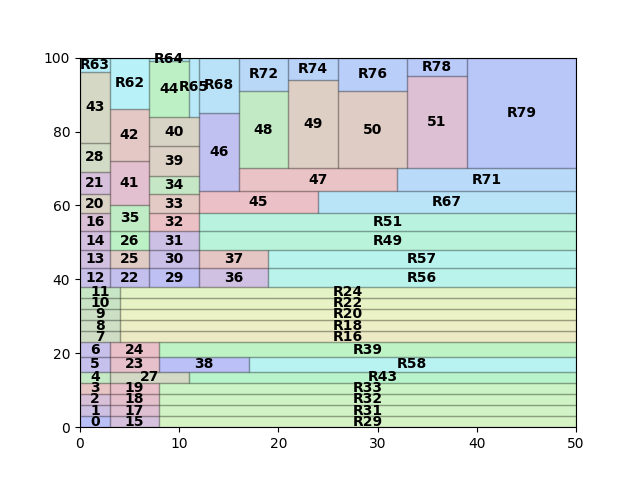 100 R63 R62 R64 44 R65 R68 R72 R74 R76 R78 R79
80 43 42 40 46 48 49 50 51
28 41 39 34 47 R71
21
60 20 35 33 45 R67
16 32 R51
14 26 31 R49
13 25 30 37 R57
40 12 22 29 36 R56
11 R24
10 R22
9 R20
8 R18
7 R16
20 6 24 R39
5 23 38 R58
4 27 R43
3 19 R33
2 18 R32
1 17 R31
0 0 15 R29
0 10 20 30 40 50